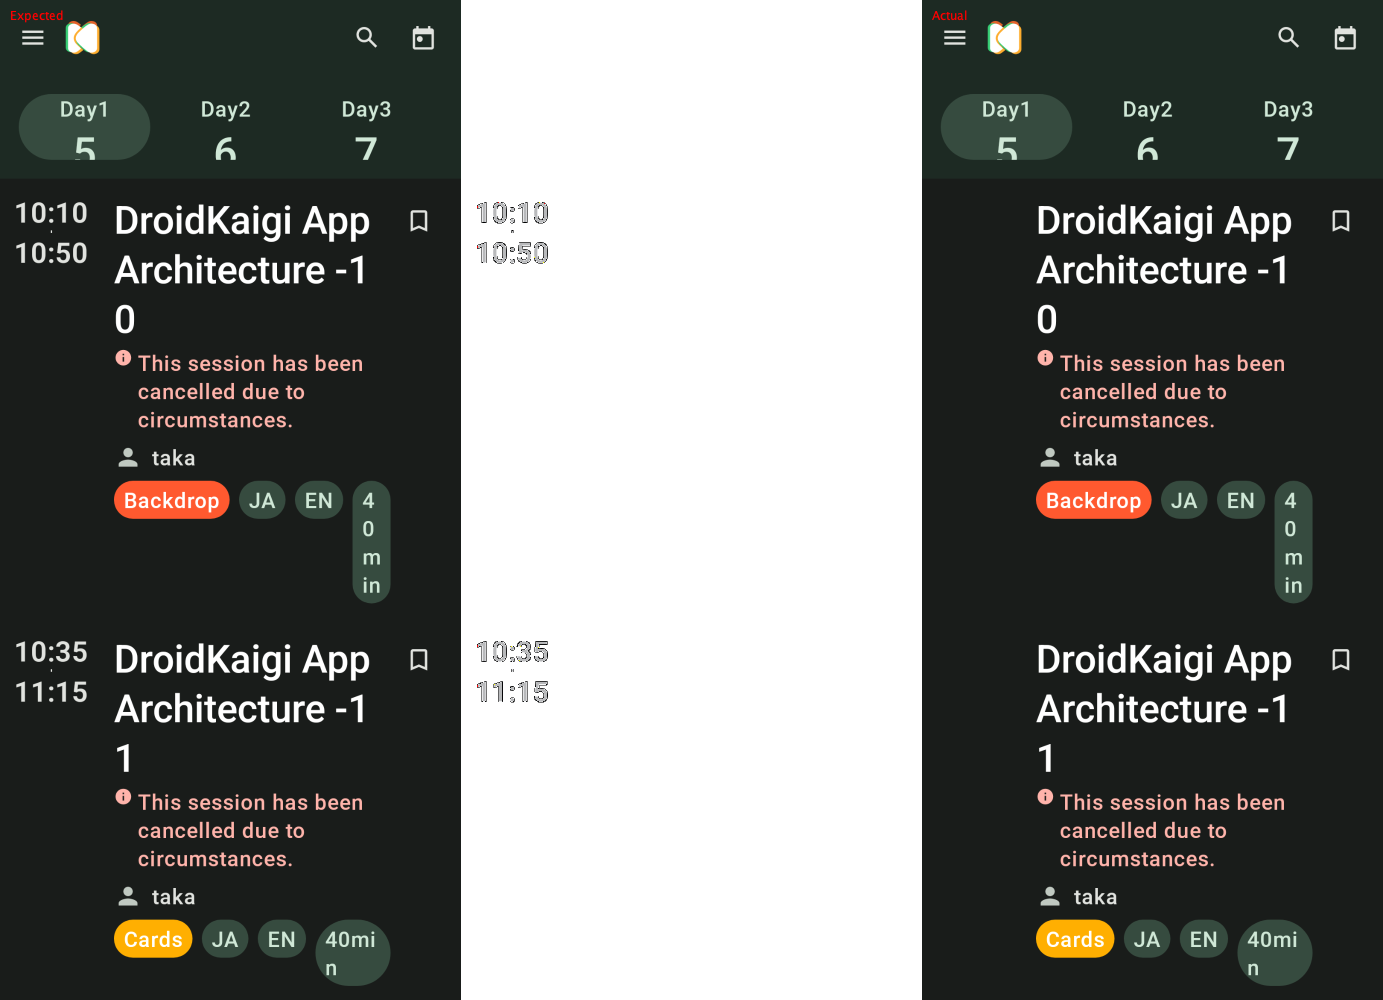 Expected
Day1 Day2 Day3
5 6 7
10:10
10:50
DroidKaigi App
Architecture -1
0
This session has been
cancelled due to
circumstances.
taka
Backdrop JA EN 4
0
m
in
10:35
11:15
DroidKaigi App
Architecture -1
1
This session has been
cancelled due to
circumstances.
taka
Cards JA EN 40mi
n
10:10
10:50
10:35
11:15
Actual
Day1 Day2 Day3
5 6 7
DroidKaigi App
Architecture -1
0
This session has been
cancelled due to
circumstances.
taka
Backdrop JA EN 4
0
m
in
DroidKaigi App
Architecture -1
1
This session has been
cancelled due to
circumstances.
taka
Cards JA EN 40mi
n